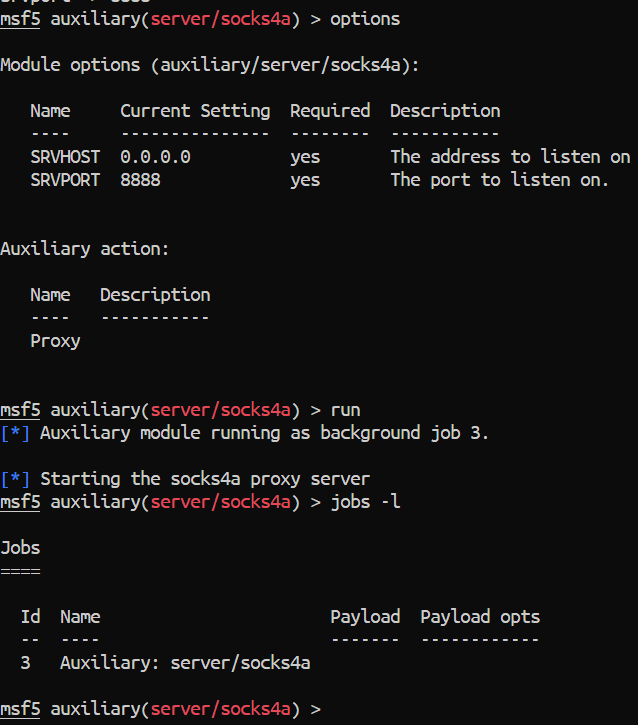 msf5 auxiliary(server/socks4a) > options
Module options (auxiliary/server/socks4a):
Name Current Setting Required Description
---- --------------- -------- -----------
SRVHOST 0.0.0.0 yes The address to listen on
SRVPORT 8888 yes The port to listen on.
Auxiliary action:
Name Description
---- -----------
Proxy
msf5 auxiliary(server/socks4a) > run
[*] Auxiliary module running as background job 3.
[*] Starting the socks4a proxy server
msf5 auxiliary(server/socks4a) > jobs -l
Jobs
====
Id Name Payload Payload opts
-- ---- ------- ------------
3 Auxiliary: server/socks4a
msf5 auxiliary(server/socks4a) >